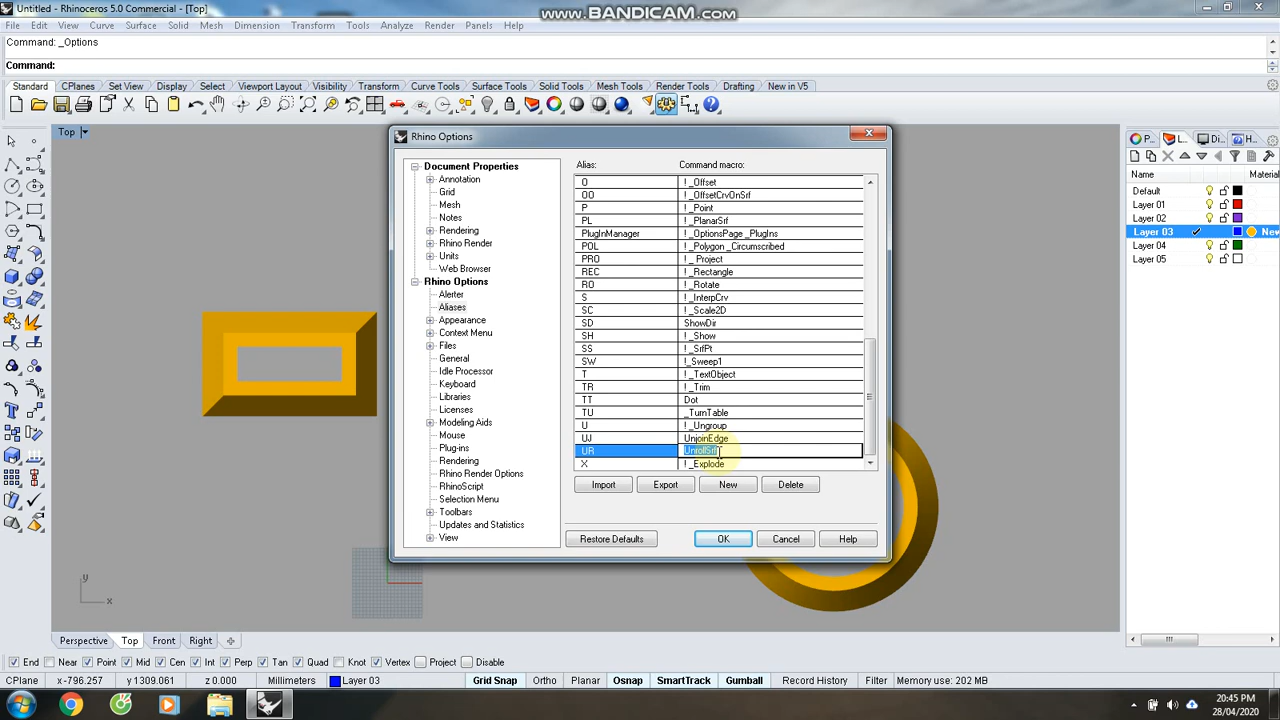 Untitled - Rhinoceros 5.0 Commercial - [Top]
www.BANDICAM.com
File Edit View Curve Surface Solid Mesh Dimension Transform Tools Analyze Render Panels Help
Command: _Options
Command:
Standard CPlanes Set View Display Select Viewport Layout Visibility Transform Curve Tools Surface Tools Solid Tools Mesh Tools Render Tools Drafting New in V5
Top
Rhino Options
Document Properties
Annotation
Grid
Mesh
Notes
Rendering
Rhino Render
Units
Web Browser
Rhino Options
Alerter
Aliases
Appearance
Context Menu
Files
General
Idle Processor
Keyboard
Libraries
Licenses
Modeling Aids
Mouse
Plug-ins
Rendering
Rhino Render Options
RhinoScript
Selection Menu
Toolbars
Updates and Statistics
View
Alias: Command macro:
O ! _Offset
OO ! _OffsetCrvOnSrf
P ! _Point
PL ! _PlanarSrf
PlugInManager ! _OptionsPage _PlugIns
POL ! _Polygon _Circumscribed
PRO ! _ Project
REC ! _Rectangle
RO ! _Rotate
S ! _InterpCrv
SC ! _Scale2D
SD ShowDir
SH ! _Show
SS ! _SrfPt
SW !_Sweep1
T ! _TextObject
TR ! _Trim
TT Dot
TU _TurnTable
U ! _Ungroup
UJ UnjoinEdge
UR UnrollSrf
X ! _Explode
Import Export New Delete
Restore Defaults OK Cancel Help
P... L... Di... H...
Name Material
Default
Layer 01
Layer 02
Layer 03 New
Layer 04
Layer 05
y
x
Perspective Top Front Right
End Near Point Mid Cen Int Perp Tan Quad Knot Vertex Project Disable
CPlane x -796.257 y 1309.061 z 0.000 Millimeters Layer 03 Grid Snap Ortho Planar Osnap SmartTrack Gumball Record History Filter Memory use: 202 MB
20:45 PM
28/04/2020